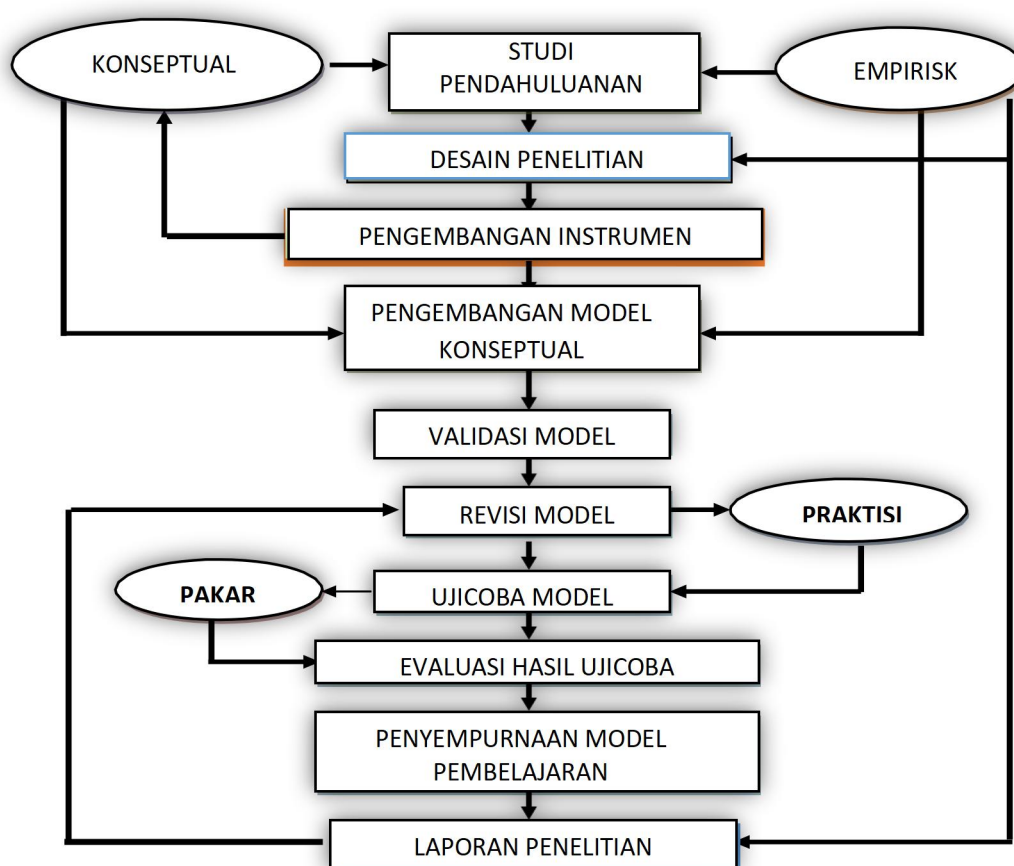 KONSEPTUAL
STUDI
PENDAHULUANAN
EMPIRISK
DESAIN PENELITIAN
PENGEMBANGAN INSTRUMEN
PENGEMBANGAN MODEL
KONSEPTUAL
VALIDASI MODEL
REVISI MODEL
PRAKTISI
PAKAR
UJICOBA MODEL
EVALUASI HASIL UJICOBA
PENYEMPURNAAN MODEL
PEMBELAJARAN
LAPORAN PENELITIAN